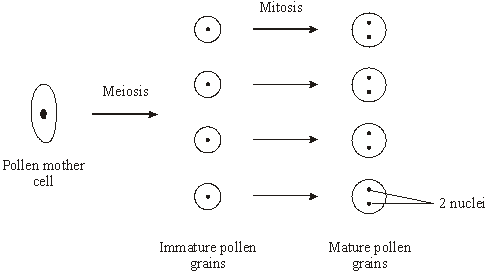 Mitosis
Meiosis
Pollen mother
cell
2 nuclei
Immature pollen
grains
Mature pollen
grains